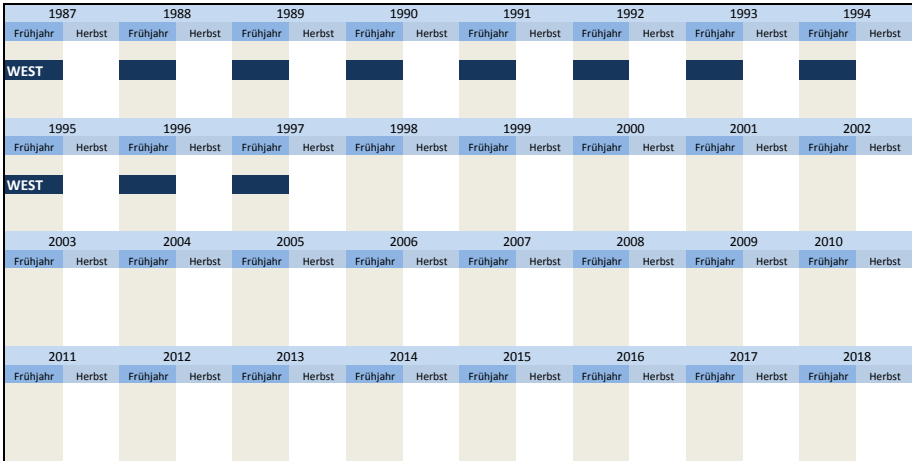 1987 1988 1989 1990 1991 1992 1993 1994
Frühjahr Herbst Frühjahr Herbst Frühjahr Herbst Frühjahr Herbst Frühjahr Herbst Frühjahr Herbst Frühjahr Herbst Frühjahr Herbst
WEST
1995 1996 1997 1998 1999 2000 2001 2002
Frühjahr Herbst Frühjahr Herbst Frühjahr Herbst Frühjahr Herbst Frühjahr Herbst Frühjahr Herbst Frühjahr Herbst Frühjahr Herbst
WEST
2003 2004 2005 2006 2007 2008 2009 2010
Frühjahr Herbst Frühjahr Herbst Frühjahr Herbst Frühjahr Herbst Frühjahr Herbst Frühjahr Herbst Frühjahr Herbst Frühjahr Herbst
2011 2012 2013 2014 2015 2016 2017 2018
Frühjahr Herbst Frühjahr Herbst Frühjahr Herbst Frühjahr Herbst Frühjahr Herbst Frühjahr Herbst Frühjahr Herbst Frühjahr Herbst